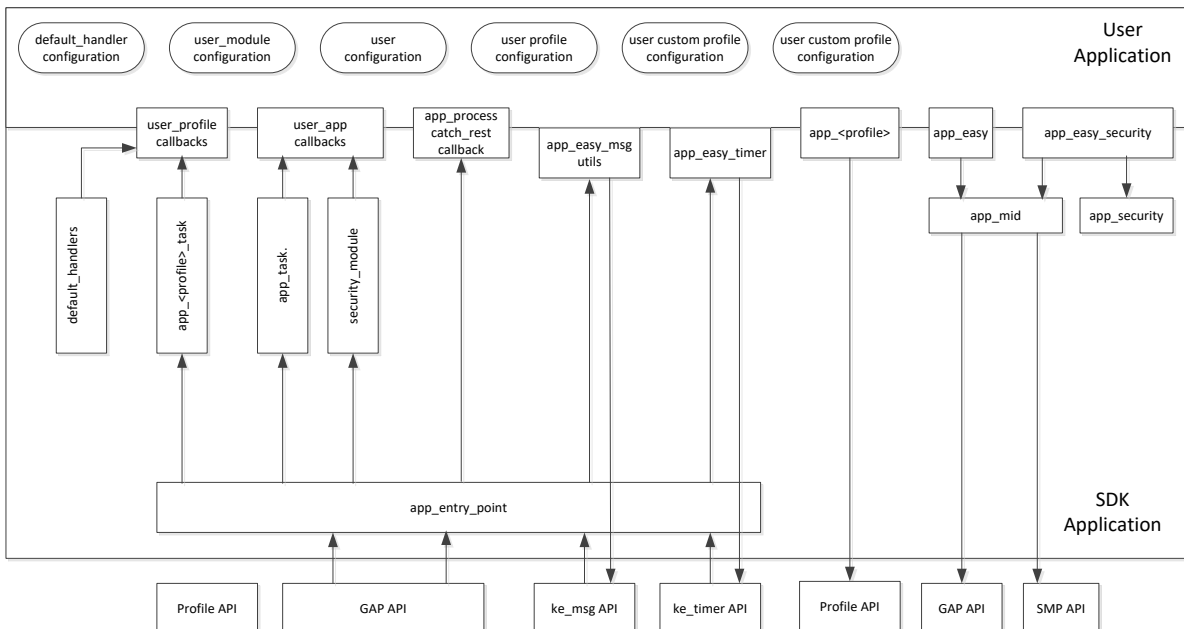 default_handler
configuration
user_module
configuration
user
configuration
user profile
configuration
user custom profile
configuration
user custom profile
configuration
User
Application
user_profile
callbacks
user_app
callbacks
app_process
catch_rest
callback
app_easy_msg
utils
app_easy_timer
app_<profile>
app_easy
app_easy_security
default_handlers
app_<profile>_task
app_task.
security_module
app_mid
app_security
app_entry_point
SDK
Application
Profile API
GAP API
ke_msg API
ke_timer API
Profile API
GAP API
SMP API